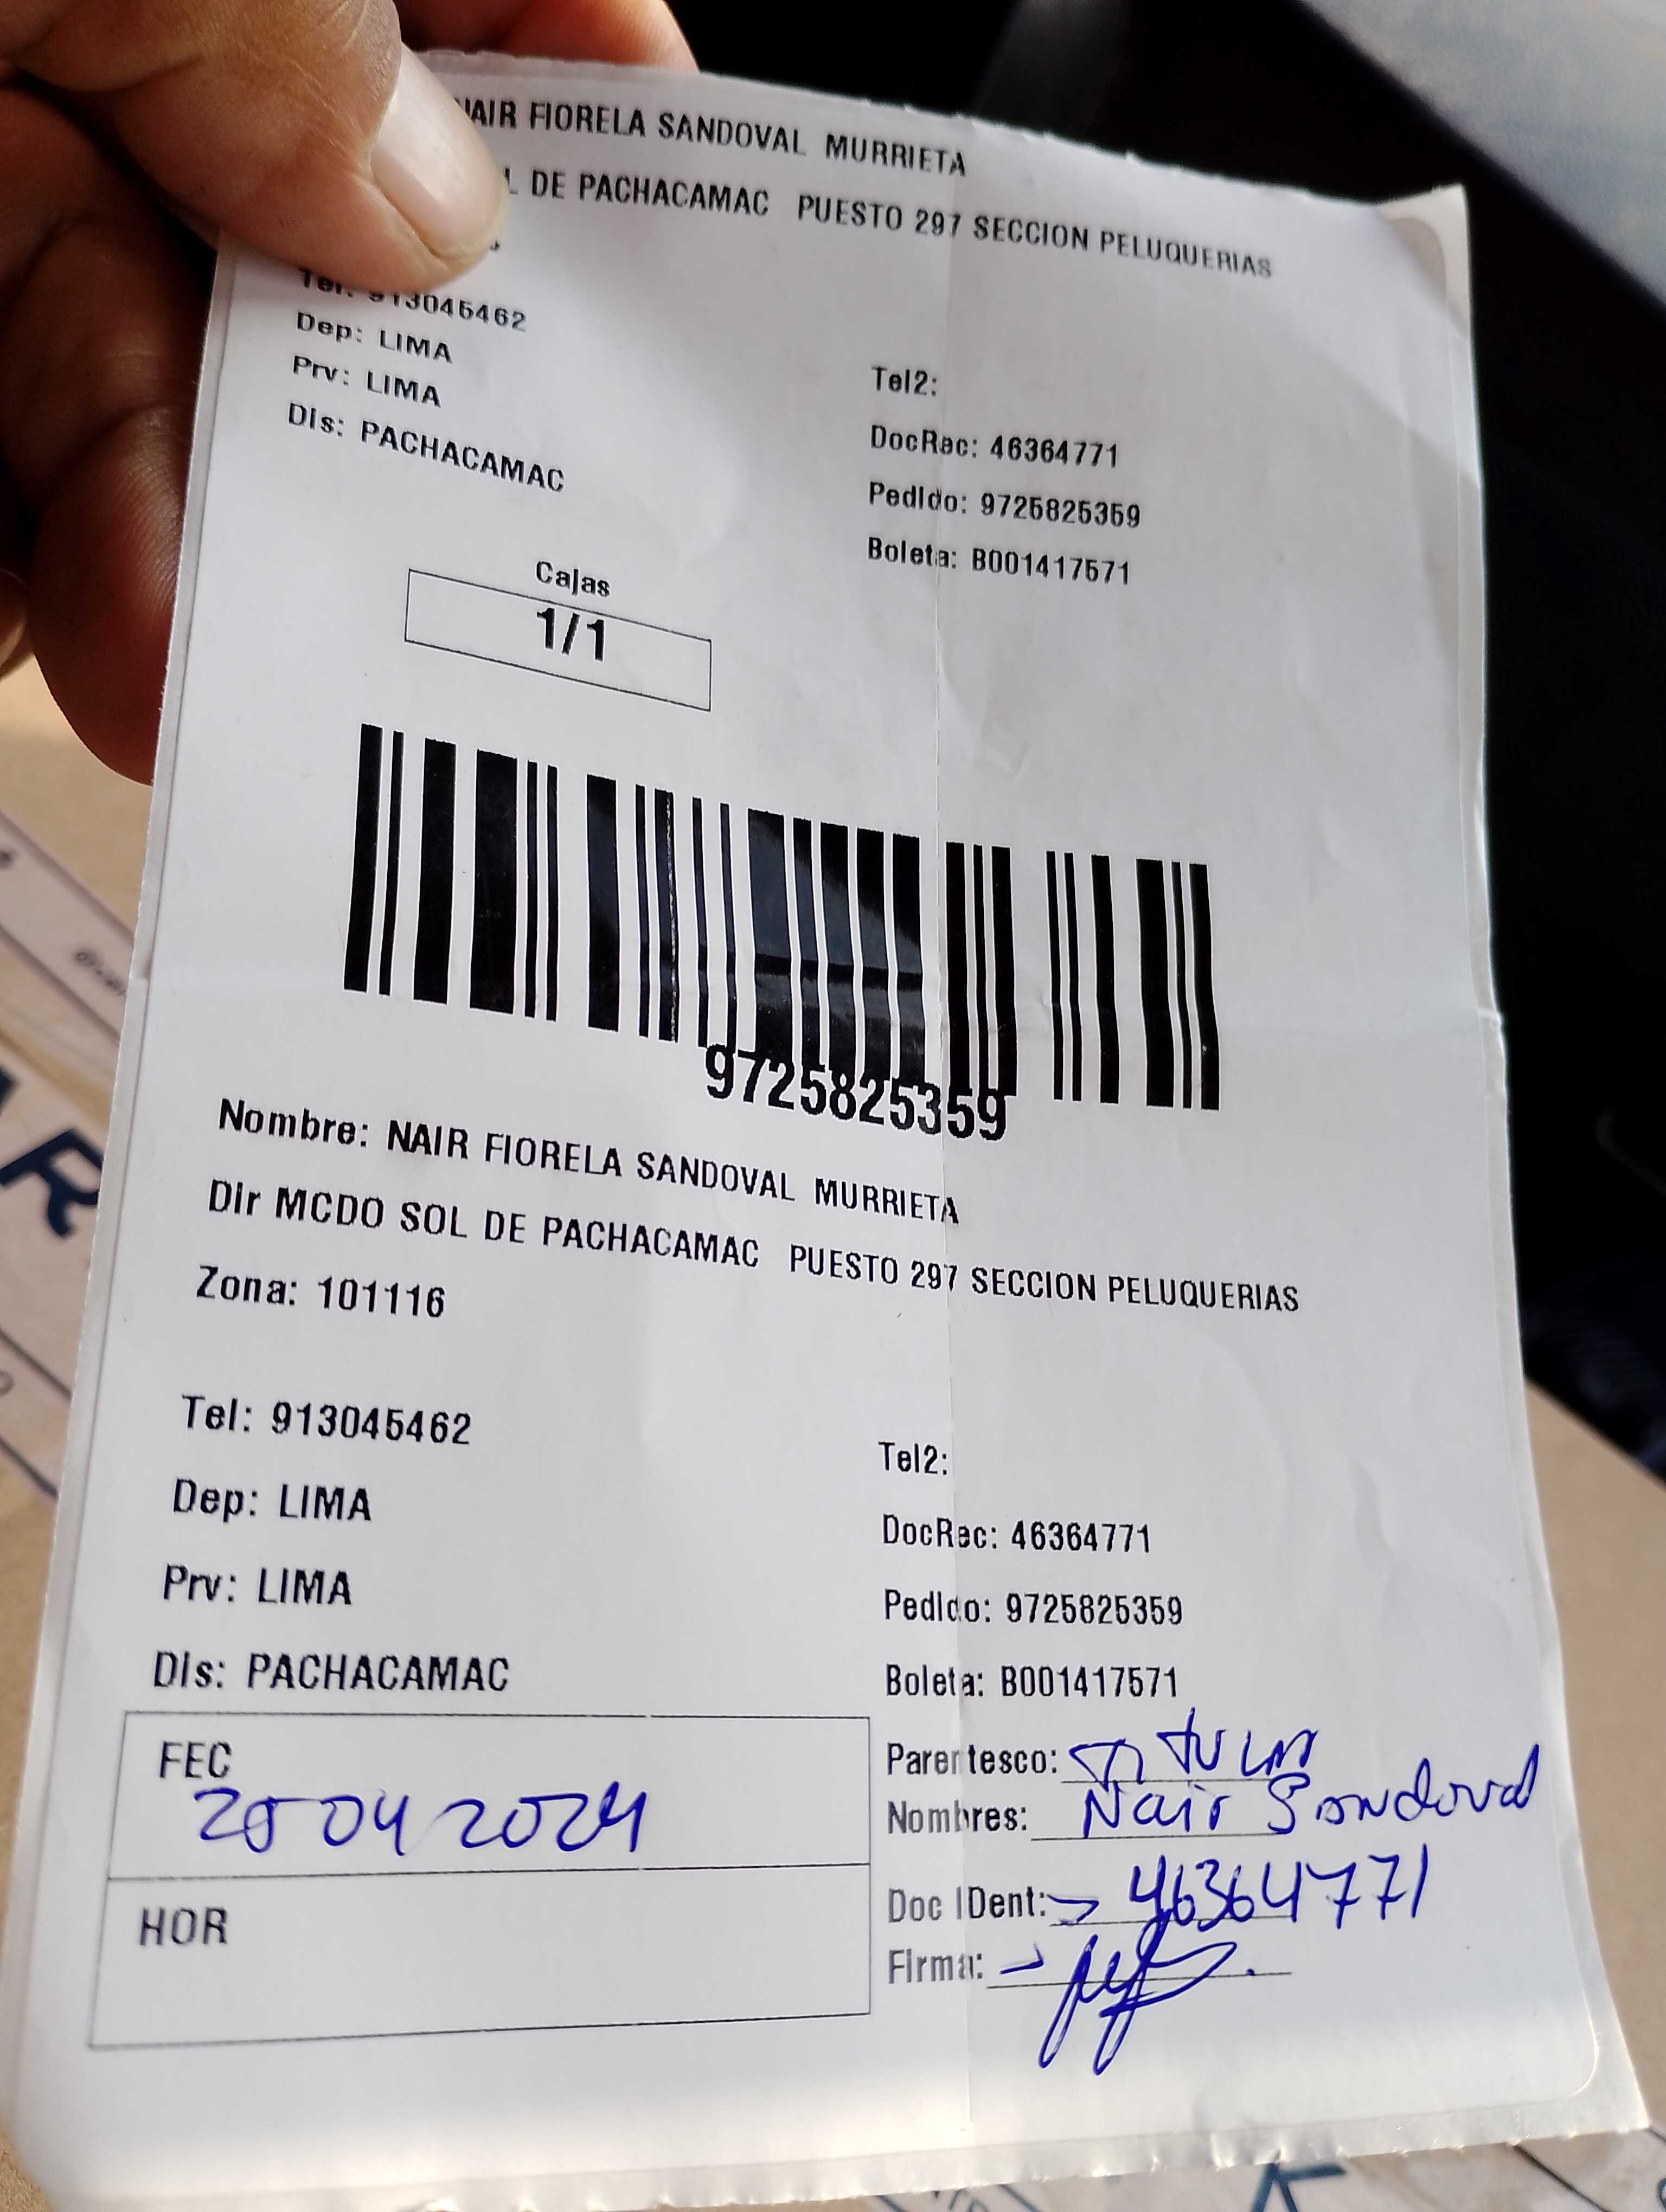 NAIR FIORELA SANDOVAL MURRIETA
DE PACHACAMAC PUESTO 297 SECCION PELUQUERIAS
Tel: 913045462
Dep: LIMA
Prv: LIMA
Dis: PACHACAMAC
Tel2:
DocRec: 46364771
Pedido: 9725825359
Boleta: B001417571
Cajas
1/1
9725825359
Nombre: NAIR FIORELA SANDOVAL MURRIETA
Dir MCDO SOL DE PACHACAMAC PUESTO 297 SECCION PELUQUERIAS
Zona: 101116
Tel: 913045462
Dep: LIMA
Prv: LIMA
Dis: PACHACAMAC
Tel2:
DocRec: 46364771
Pedido: 9725825359
Boleta: B001417571
FEC
25 04 2024
HOR
Parentesco:
Nombres: Nair Sandoval
Doc IDent: 46364771
Firma: